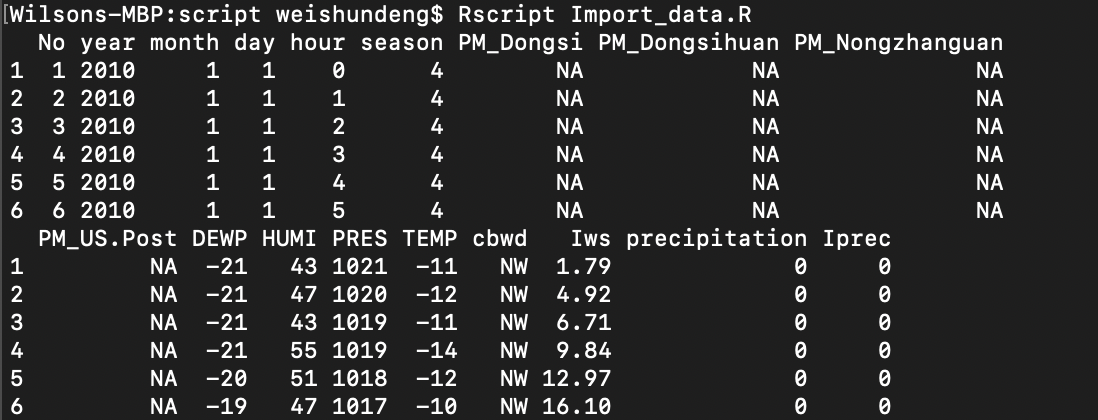 [Wilsons-MBP:script weishundeng$ Rscript Import_data.R
  No year month day hour season PM_Dongsi PM_Dongsihuan PM_Nongzhanguan
1  1 2010     1   1    0      4        NA            NA              NA
2  2 2010     1   1    1      4        NA            NA              NA
3  3 2010     1   1    2      4        NA            NA              NA
4  4 2010     1   1    3      4        NA            NA              NA
5  5 2010     1   1    4      4        NA            NA              NA
6  6 2010     1   1    5      4        NA            NA              NA
  PM_US.Post DEWP HUMI PRES TEMP cbwd   Iws precipitation Iprec
1         NA  -21   43 1021  -11   NW  1.79             0     0
2         NA  -21   47 1020  -12   NW  4.92             0     0
3         NA  -21   43 1019  -11   NW  6.71             0     0
4         NA  -21   55 1019  -14   NW  9.84             0     0
5         NA  -20   51 1018  -12   NW 12.97             0     0
6         NA  -19   47 1017  -10   NW 16.10             0     0